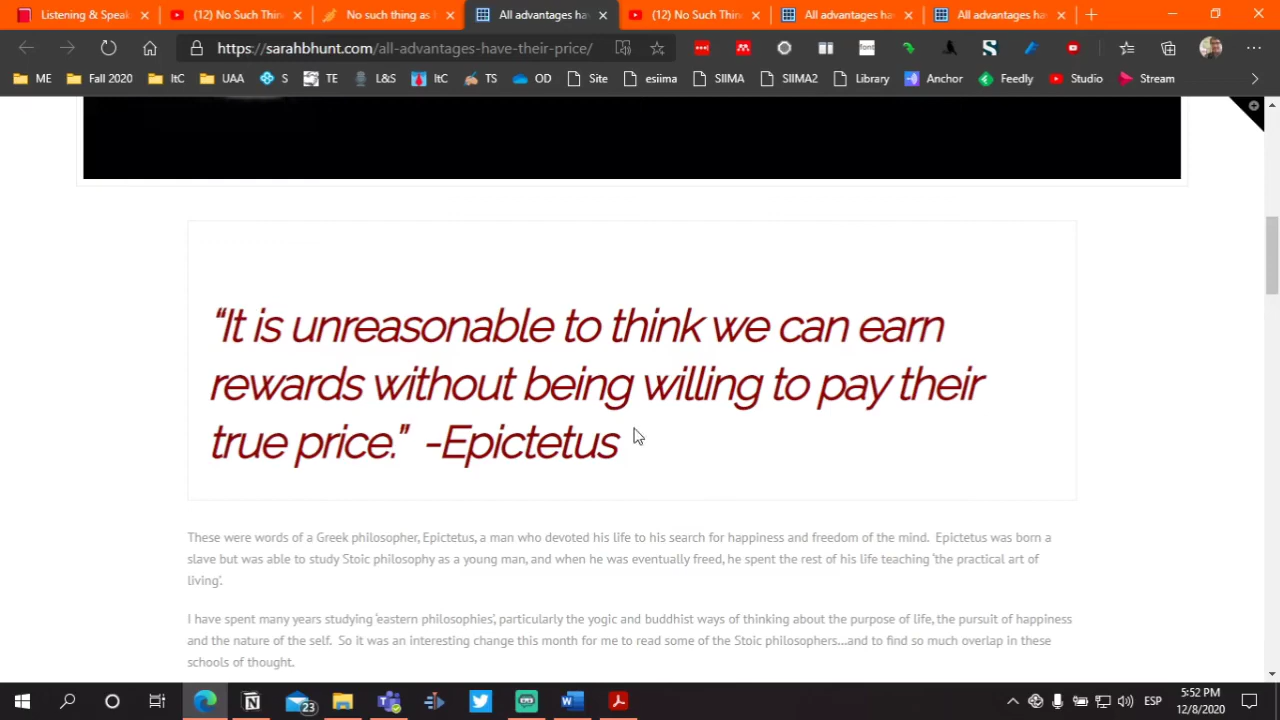 Listening & Speak
(12) No Such Thin
No such thing as
All advantages hav
(12) No Such Thin
All advantages hav
All advantages hav
https://sarahbhunt.com/all-advantages-have-their-price/
ME
Fall 2020
ItC
UAA
S
TE
L&S
ItC
TS
OD
Site
esiima
SIIMA
SIIMA2
Library
Anchor
Feedly
Studio
Stream
“It is unreasonable to think we can earn
rewards without being willing to pay their
true price.” -Epictetus
These were words of a Greek philosopher, Epictetus, a man who devoted his life to his search for happiness and freedom of the mind. Epictetus was born a
slave but was able to study Stoic philosophy as a young man, and when he was eventually freed, he spent the rest of his life teaching ‘the practical art of
living’.
I have spent many years studying ‘eastern philosophies’, particularly the yogic and buddhist ways of thinking about the purpose of life, the pursuit of happiness
and the nature of the self. So it was an interesting change this month for me to read some of the Stoic philosophers…and to find so much overlap in these
schools of thought.
23
ESP
5:52 PM
12/8/2020